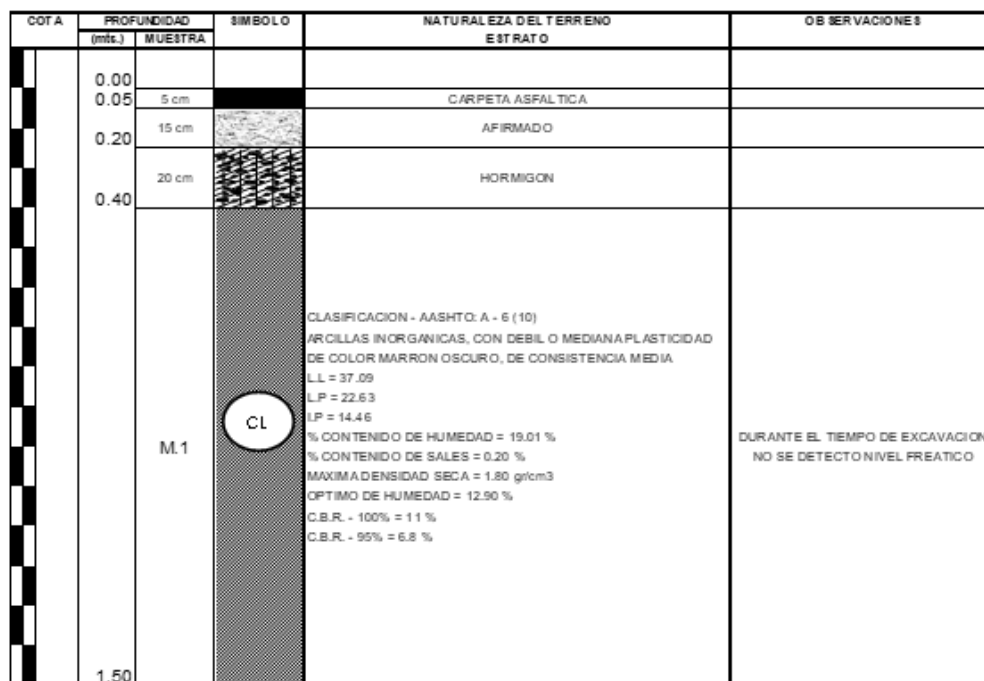 COTA PROFUNDIDAD SIMBOLO NATURALEZA DEL TERRENO OBSERVACIONES
(mts.) MUESTRA ESTRATO
0.00
0.05 5 cm CARPETA ASFALTICA
15 cm AFIRMADO
0.20
20 cm HORMIGON
0.40
CLASIFICACION - AASHTO: A - 6 (10)
ARCILLAS INORGANICAS, CON DEBIL O MEDIANA PLASTICIDAD
DE COLOR MARRON OSCURO, DE CONSISTENCIA MEDIA
L.L = 37.09
L.P = 22.63
I.P = 14.46
CL
% CONTENIDO DE HUMEDAD = 19.01 %
M.1
DURANTE EL TIEMPO DE EXCAVACION
% CONTENIDO DE SALES = 0.20 %
NO SE DETECTO NIVEL FREATICO
MAXIMA DENSIDAD SECA = 1.80 gr/cm3
OPTIMO DE HUMEDAD = 12.90 %
C.B.R. - 100% = 11 %
C.B.R. - 95% = 6.8 %
1.50